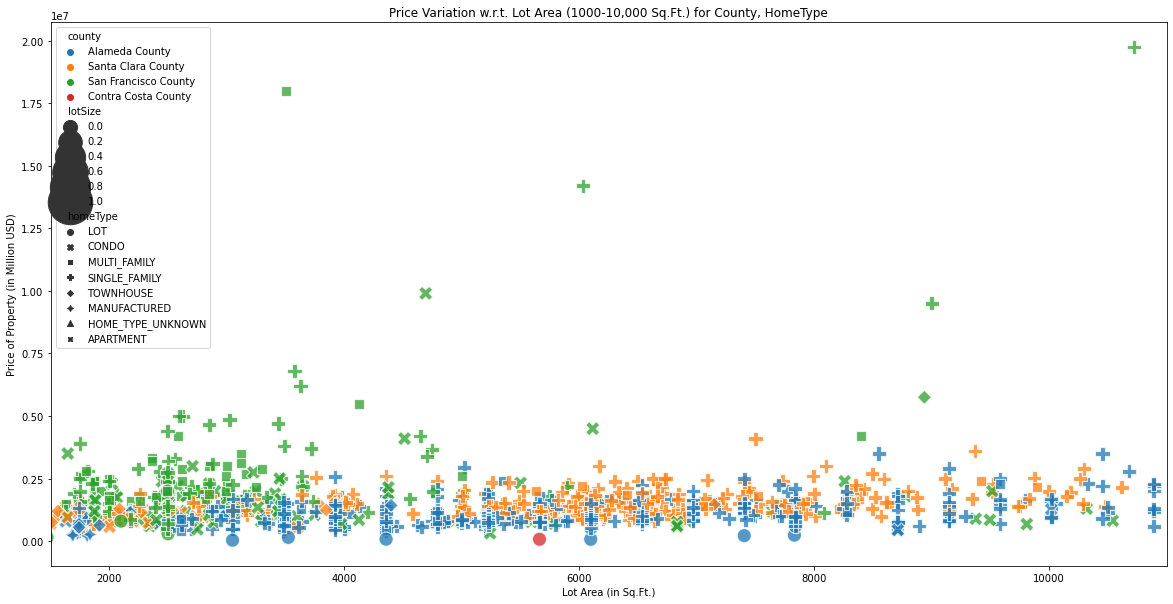 Price Variation w.r.t. Lot Area (1000-10,000 Sq.Ft.) for County, HomeType
1e7
2.00
1.75
1.50
1.25
1.00
0.75
0.50
0.25
0.00
Price of Property (in Million USD)
county
Alameda County
Santa Clara County
San Francisco County
Contra Costa County
lotSize
0.0
0.2
0.4
0.6
0.8
1.0
homeType
LOT
CONDO
MULTI_FAMILY
SINGLE_FAMILY
TOWNHOUSE
MANUFACTURED
HOME_TYPE_UNKNOWN
APARTMENT
2000 4000 6000 8000 10000
Lot Area (in Sq.Ft.)